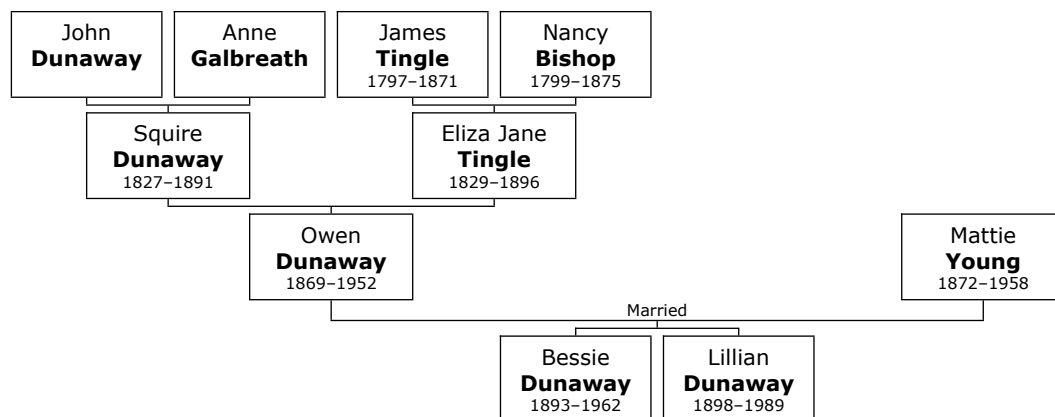 John
Dunaway
Anne
Galbreath
James
Tingle
1797–1871
Nancy
Bishop
1799–1875
Squire
Dunaway
1827–1891
Eliza Jane
Tingle
1829–1896
Owen
Dunaway
1869–1952
Mattie
Young
1872–1958
Married
Bessie
Dunaway
1893–1962
Lillian
Dunaway
1898–1989